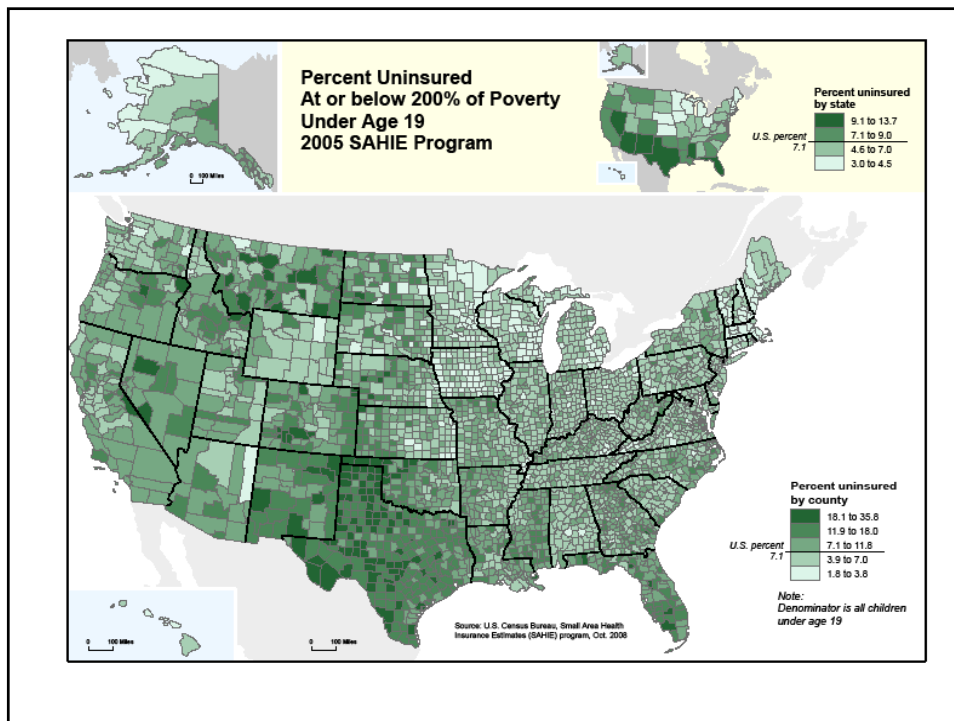 Percent Uninsured
At or below 200% of Poverty
Under Age 19
2005 SAHIE Program
0 100 Miles
Percent uninsured
by state
U.S. percent
7.1
9.1 to 13.7
7.1 to 9.0
4.6 to 7.0
3.0 to 4.5
Percent uninsured
by county
U.S. percent
7.1
18.1 to 35.8
11.9 to 18.0
7.1 to 11.8
3.9 to 7.0
1.8 to 3.8
Note:
Denominator is all children
under age 19
Source: U.S. Census Bureau, Small Area Health
Insurance Estimates (SAHIE) program, Oct. 2008
0 100 Miles
0 100 Miles